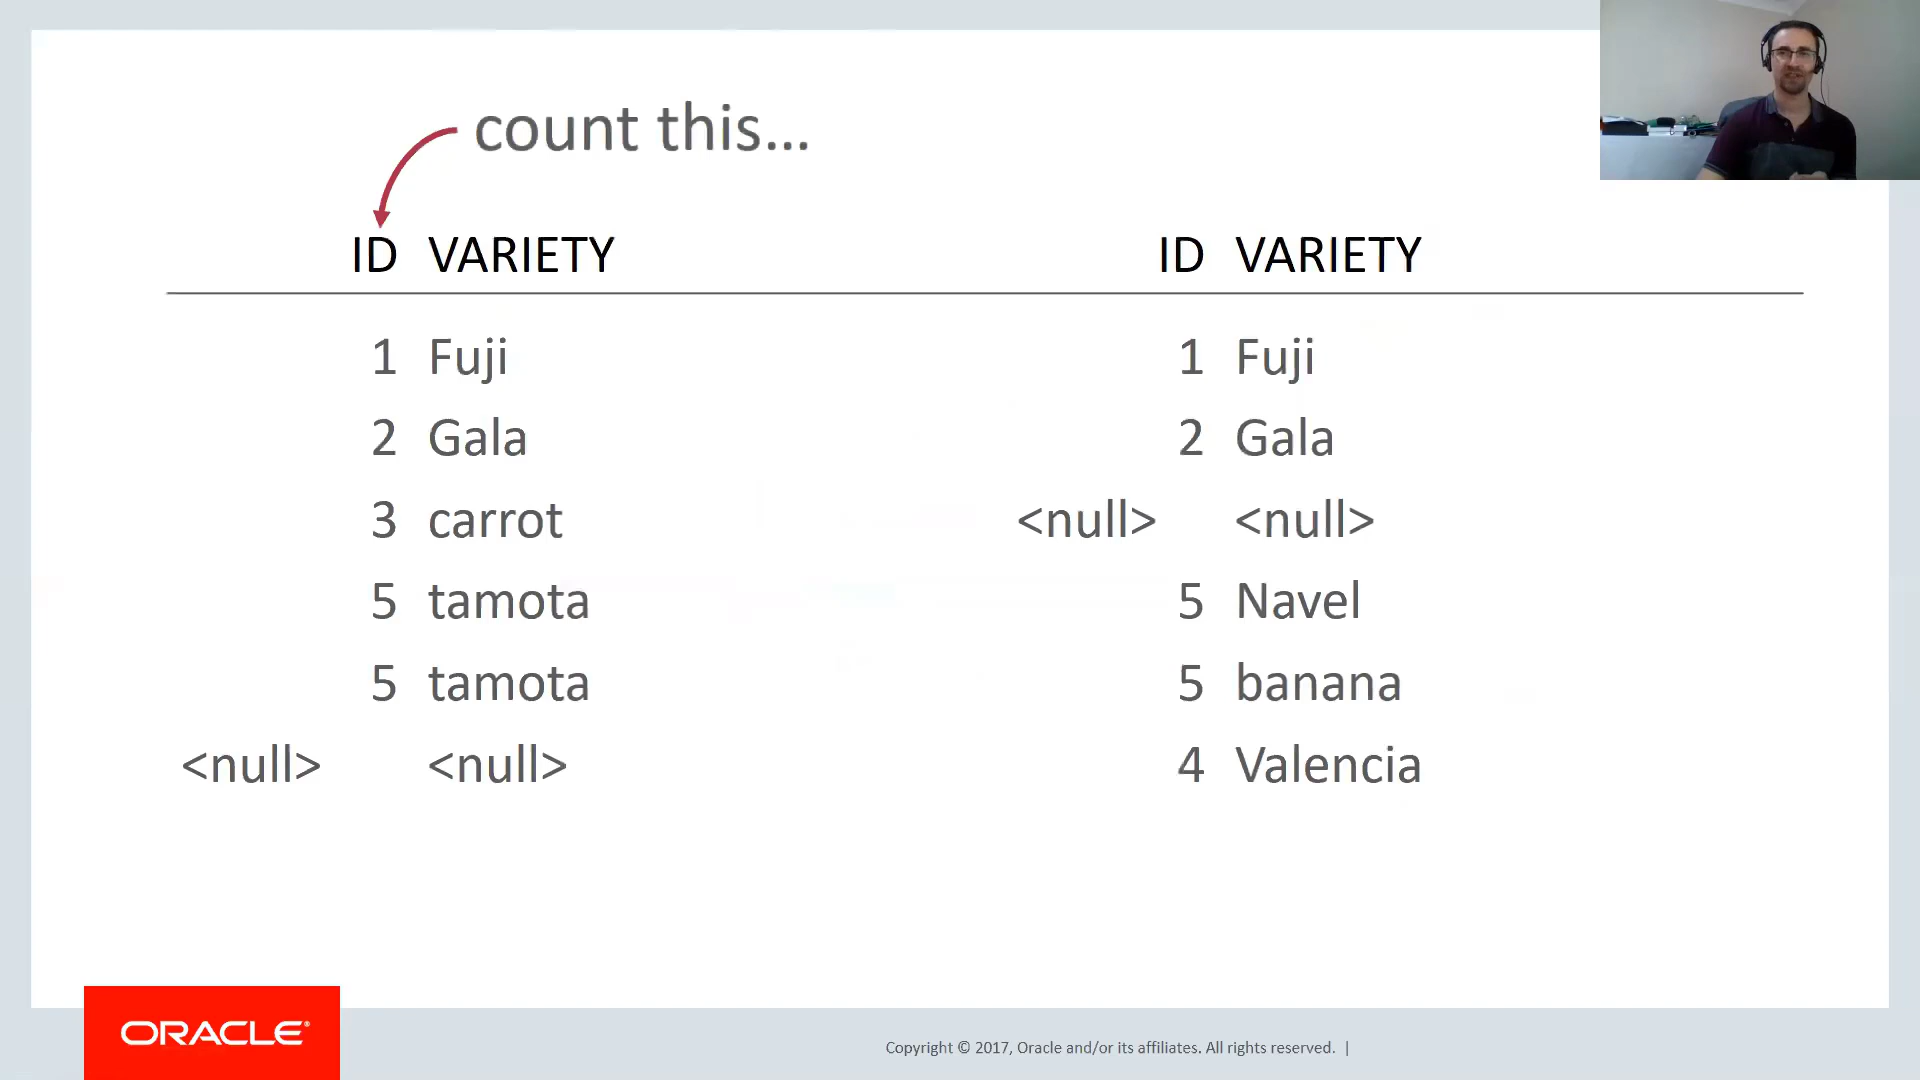 count this...
ID VARIETY ID VARIETY
1 Fuji 1 Fuji
2 Gala 2 Gala
3 carrot <null> <null>
5 tamota 5 Navel
5 tamota 5 banana
<null> <null> 4 Valencia
ORACLE®
Copyright © 2017, Oracle and/or its affiliates. All rights reserved. |